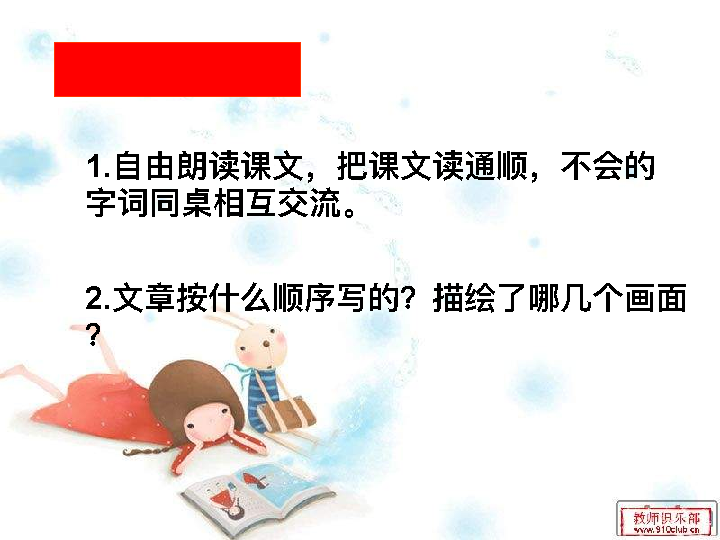 1.自由朗读课文，把课文读通顺，不会的
字词同桌相互交流。
2.文章按什么顺序写的？描绘了哪几个画面
？
教师俱乐部
www.910club.cn